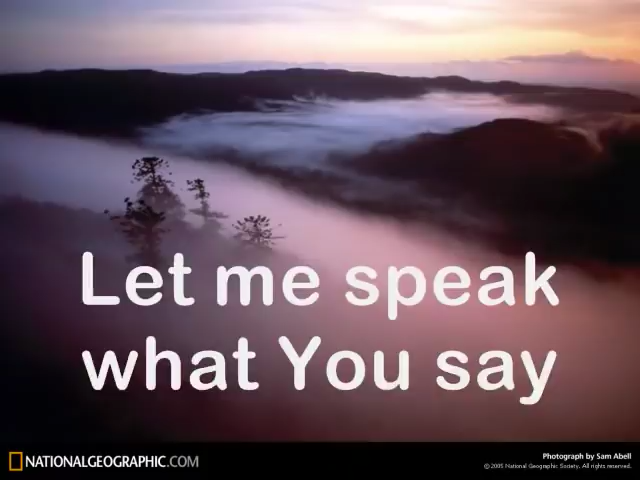 Let me speak
what You say
NATIONALGEOGRAPHIC.COM
Photograph by Sam Abell
© 2005 National Geographic Society. All rights reserved.